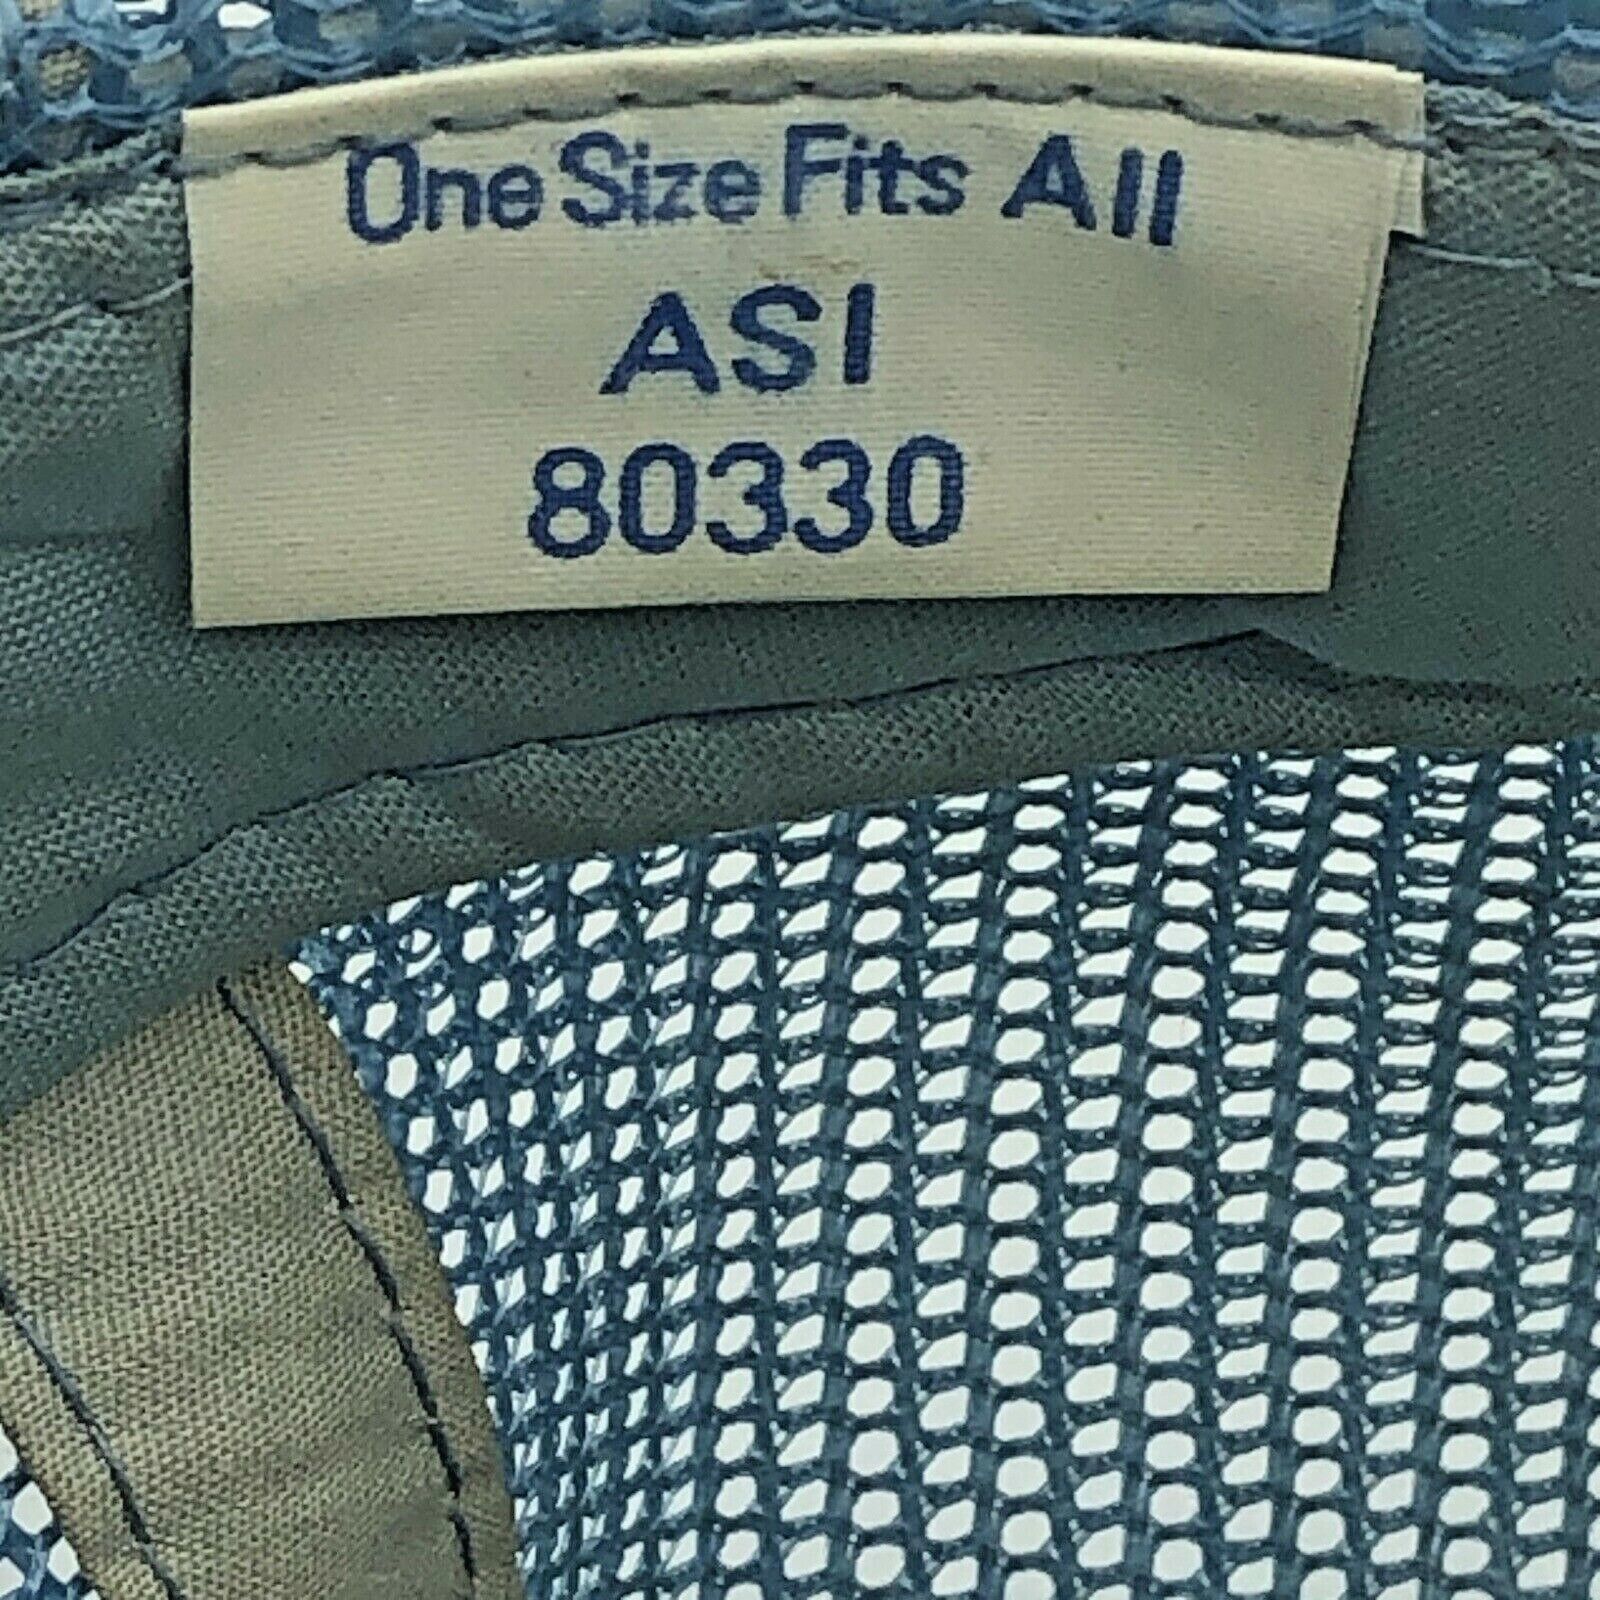 One Size Fits All
ASI
80330